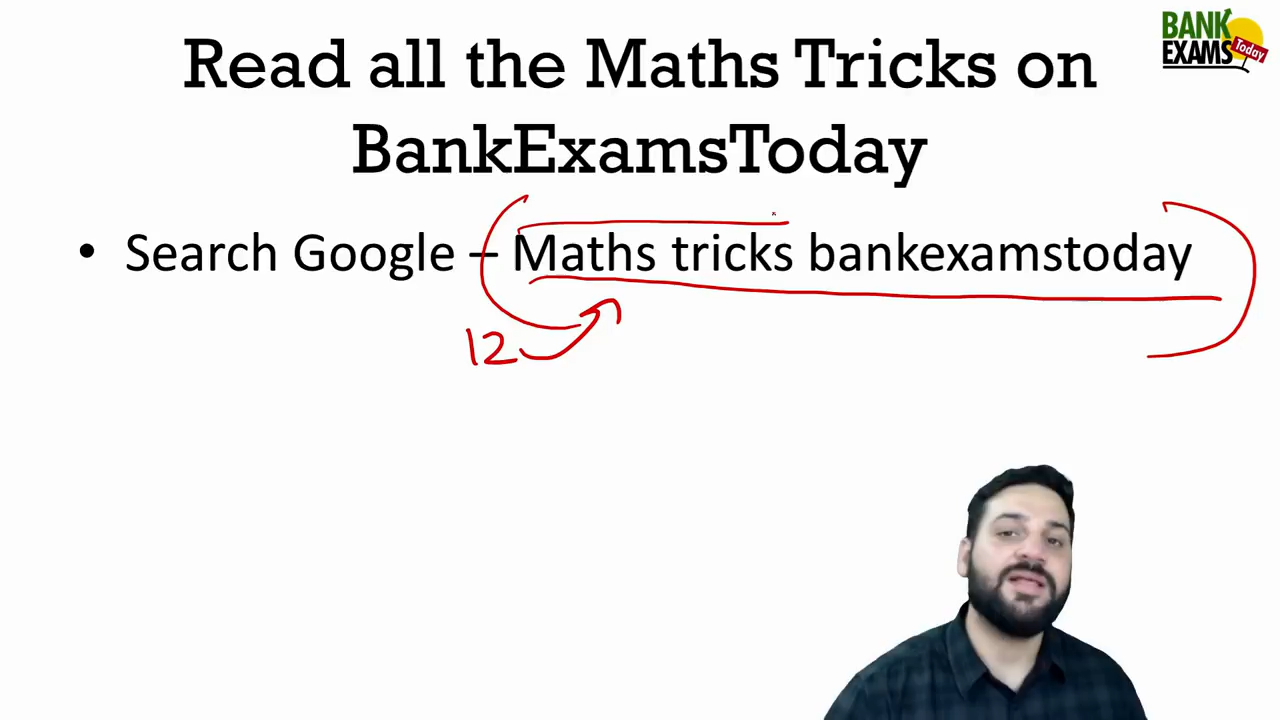 BANK
EXAMS Today
Read all the Maths Tricks on
BankExamsToday
• Search Google – Maths tricks bankexamstoday
12